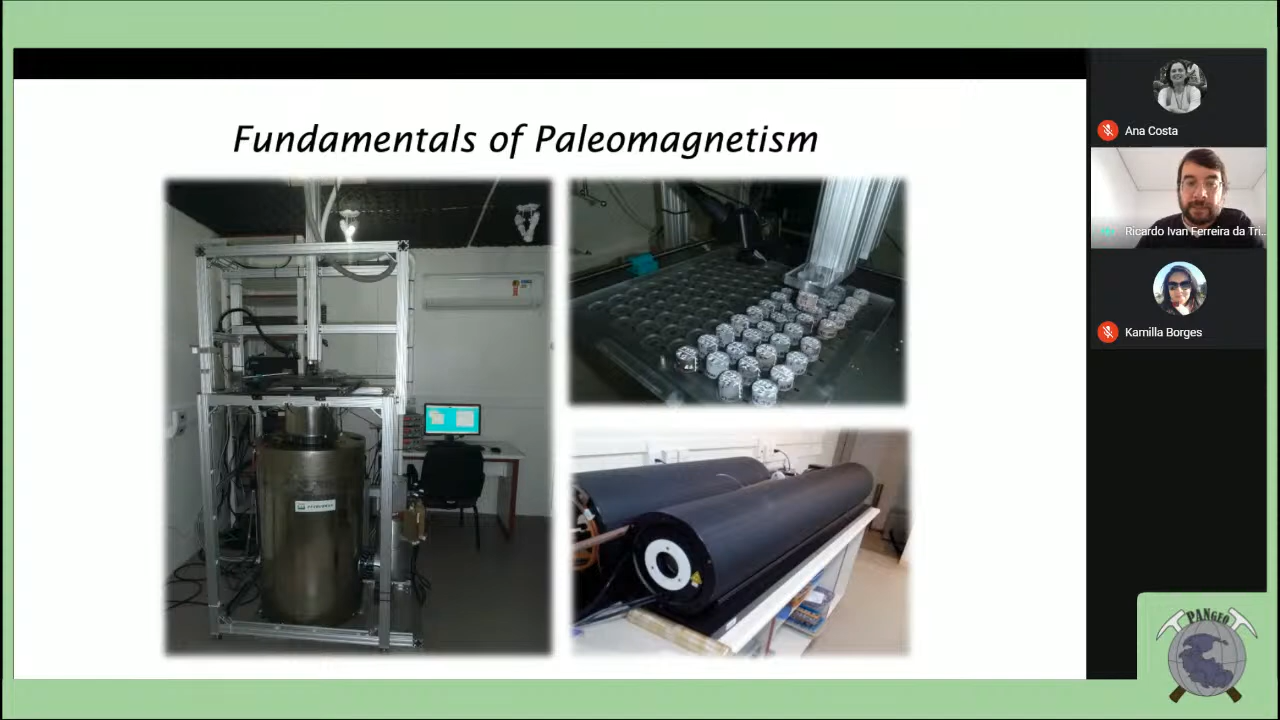 Fundamentals of Paleomagnetism
Ana Costa
Ricardo Ivan Ferreira da Tri...
Kamilla Borges
PANGEO